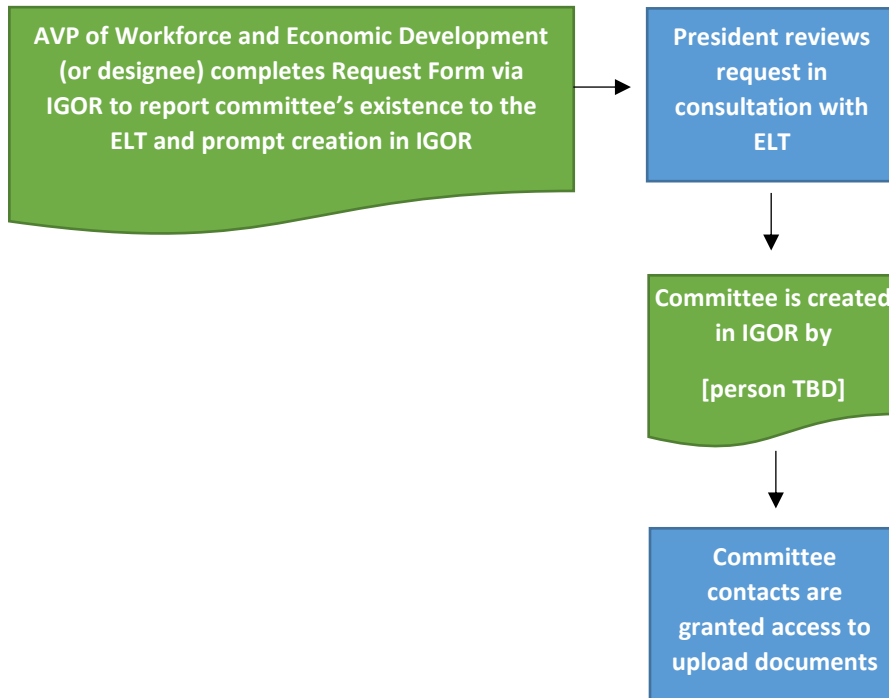 AVP of Workforce and Economic Development
(or designee) completes Request Form via
IGOR to report committee’s existence to the
ELT and prompt creation in IGOR
President reviews
request in
consultation with
ELT
Committee is created
in IGOR by
[person TBD]
Committee
contacts are
granted access to
upload documents